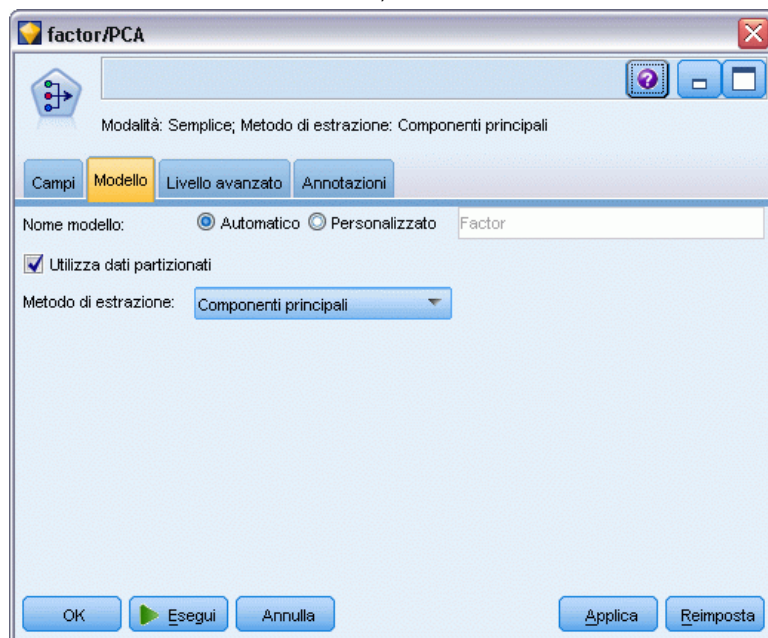 factor/PCA
Modalità: Semplice; Metodo di estrazione: Componenti principali
Campi Modello Livello avanzato Annotazioni
Nome modello: Automatico Personalizzato Factor
Utilizza dati partizionati
Metodo di estrazione: Componenti principali
OK Esegui Annulla Applica Reimposta